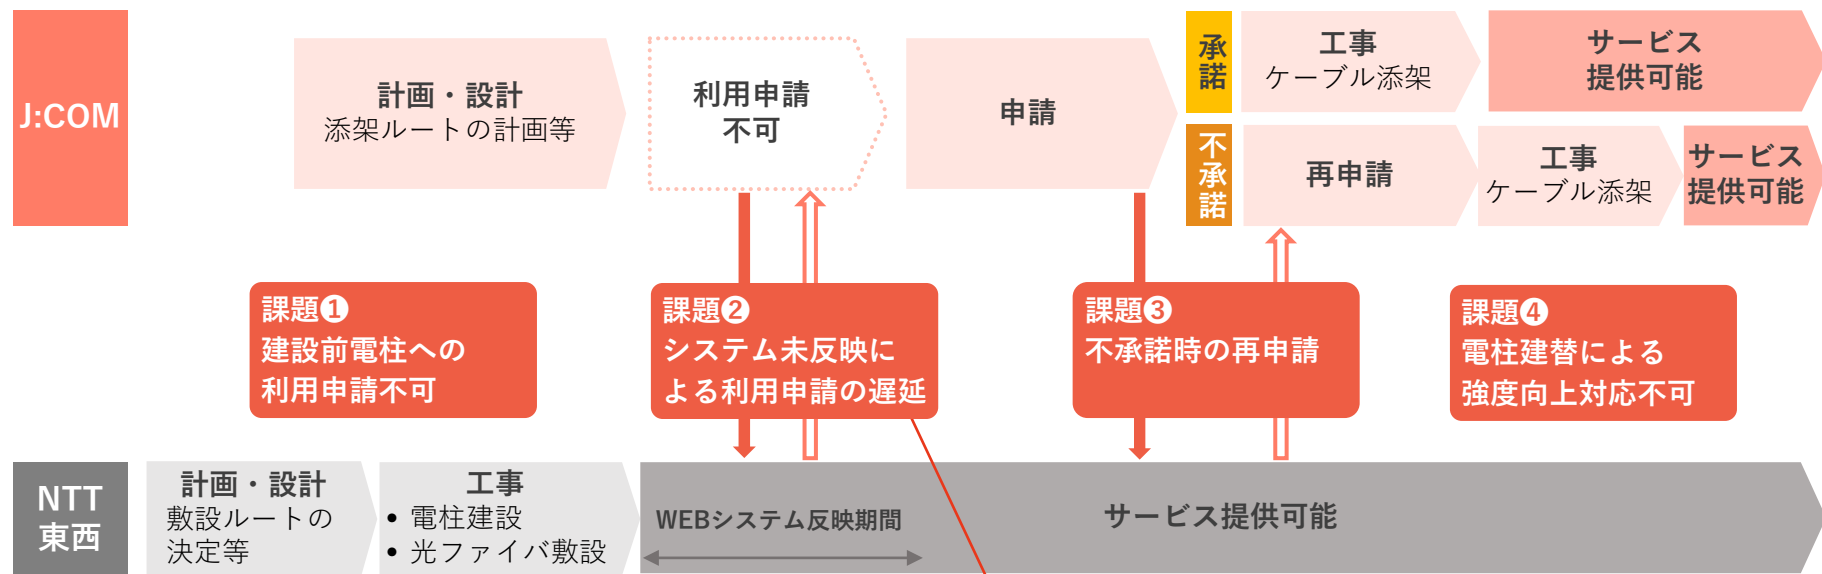 J:COM
計画・設計
添架ルートの計画等
利用申請
不可
申請
承諾
工事
ケーブル添架
サービス
提供可能
不承諾
再申請
工事
ケーブル添架
サービス
提供可能
課題❶
建設前電柱への
利用申請不可
課題❷
システム未反映に
よる利用申請の遅延
課題❸
不承諾時の再申請
課題❹
電柱建替による
強度向上対応不可
NTT
東西
計画・設計
敷設ルートの
決定等
工事
• 電柱建設
• 光ファイバ敷設
WEBシステム反映期間
サービス提供可能